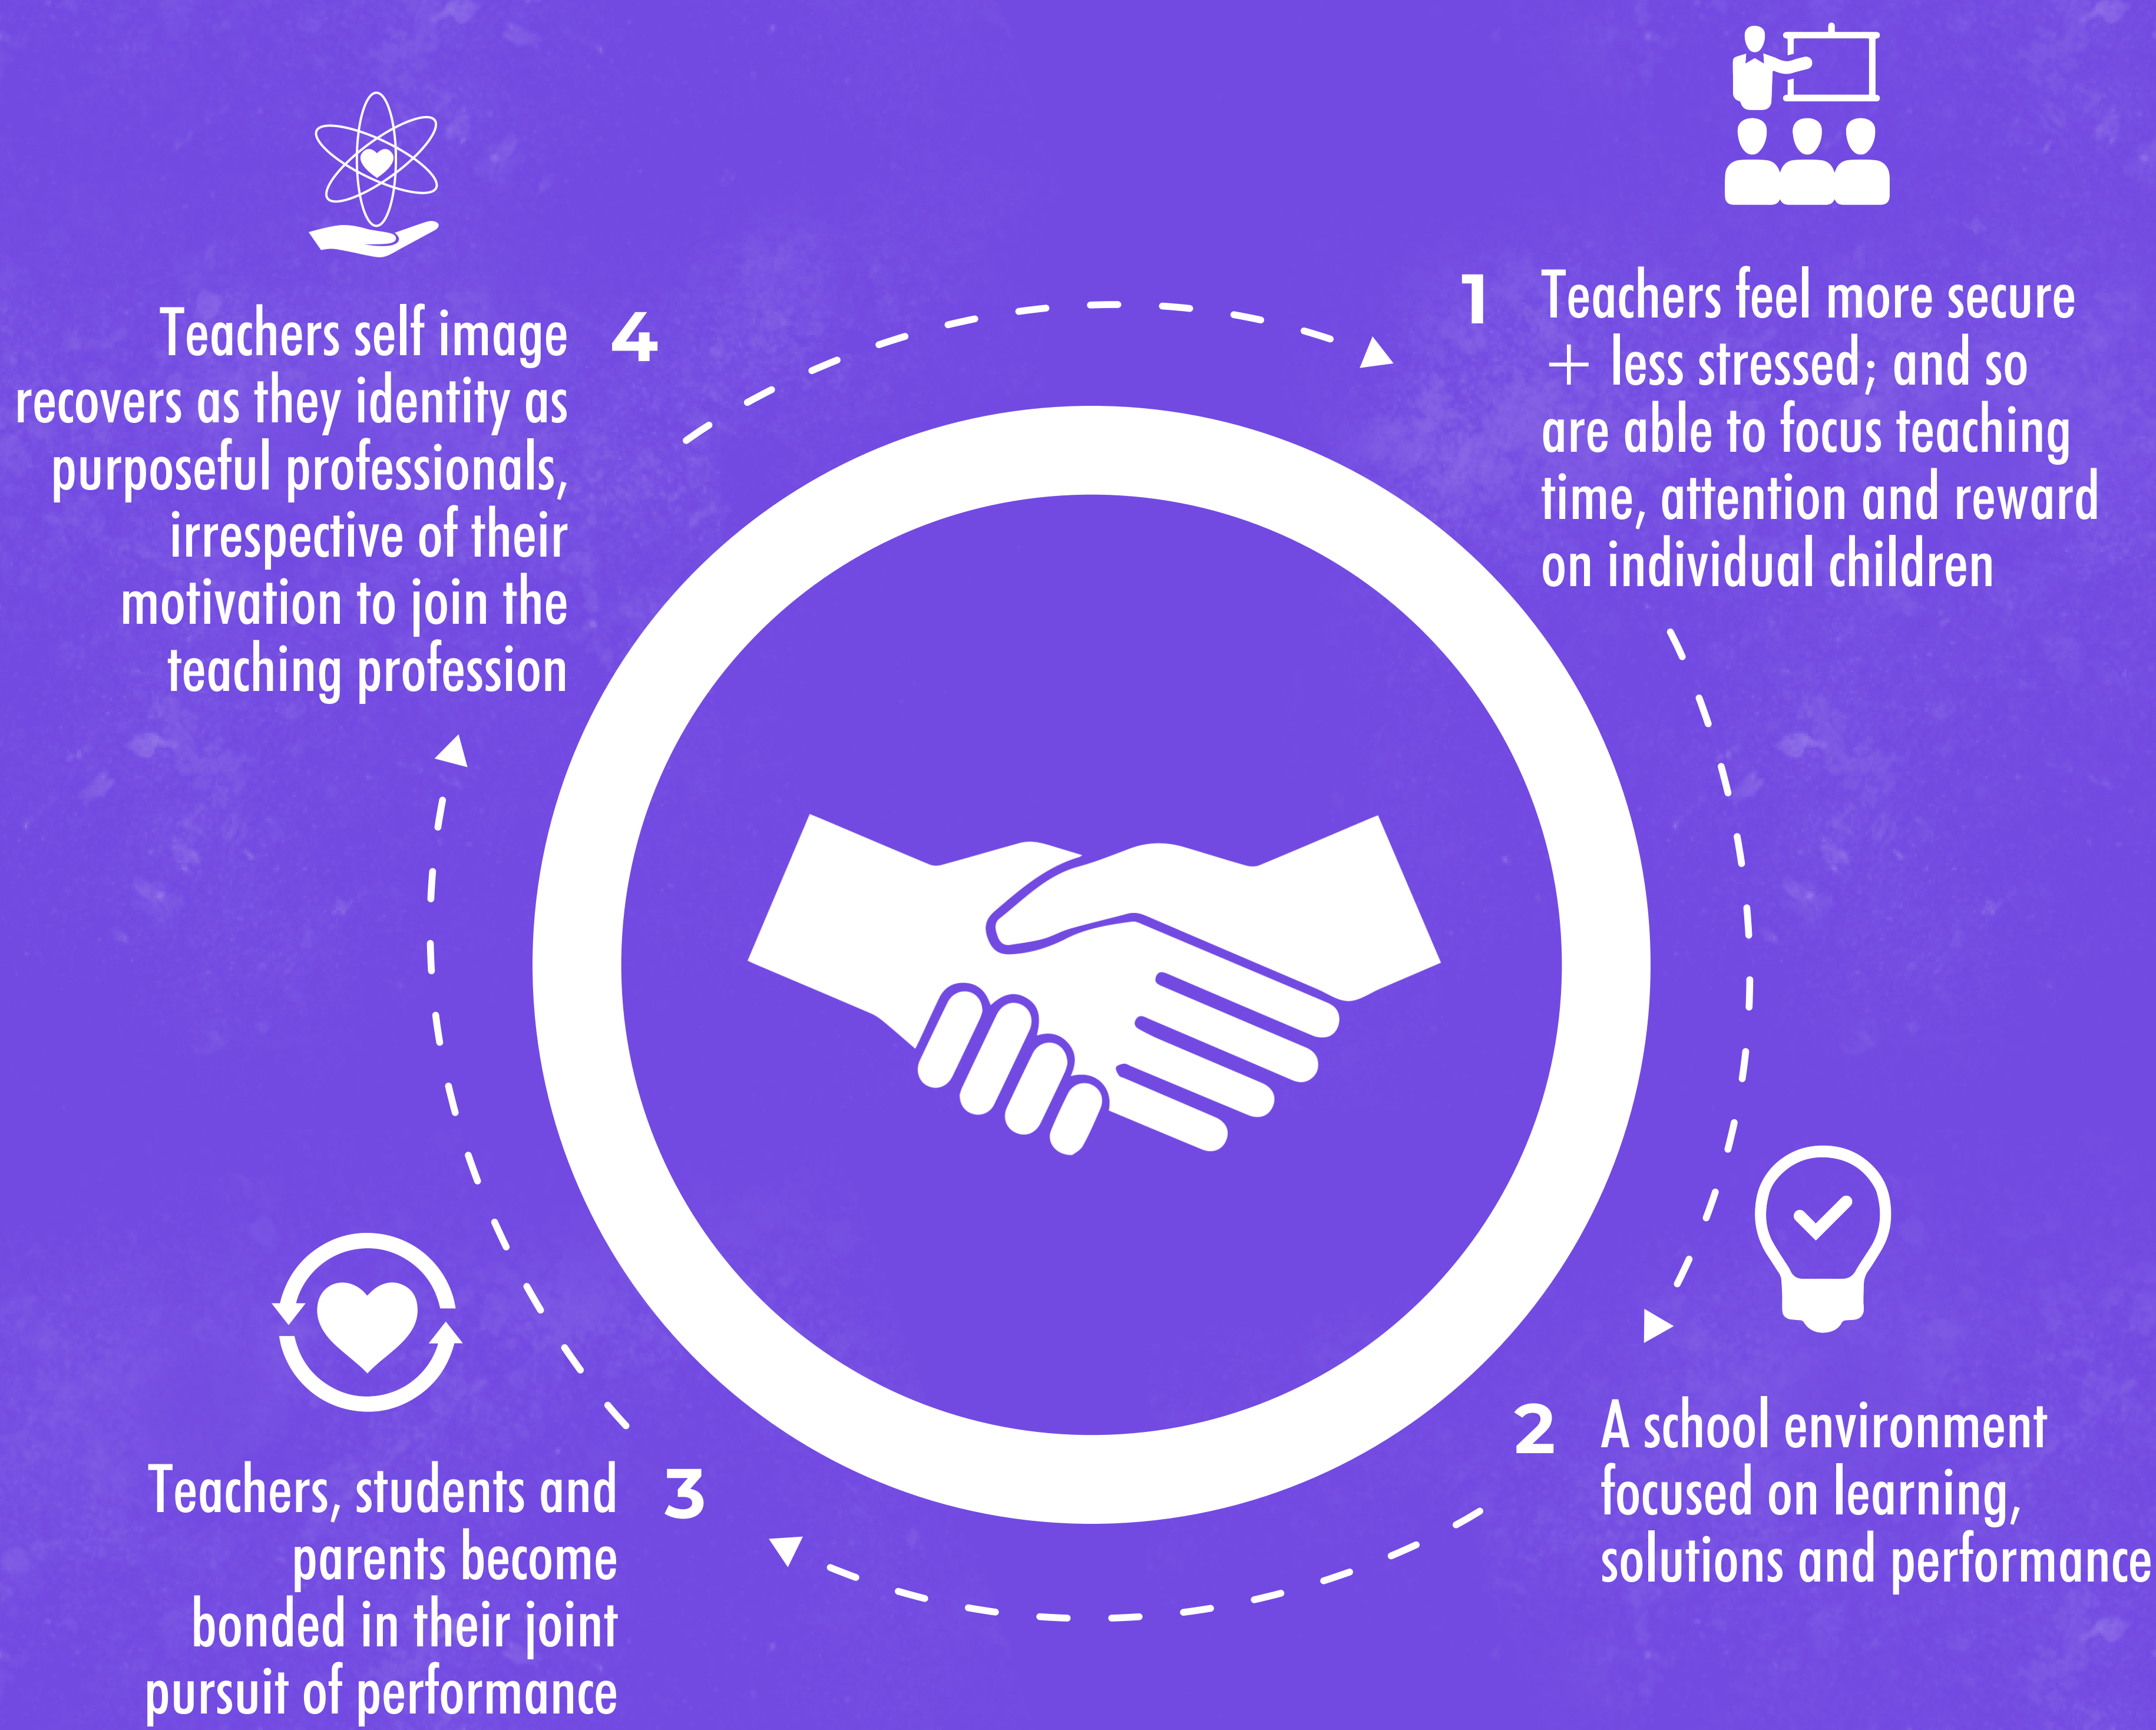 1
Teachers feel more secure
+ less stressed; and so
are able to focus teaching
time, attention and reward
on individual children
2
A school environment
focused on learning,
solutions and performance
3
Teachers, students and
parents become
bonded in their joint
pursuit of performance
4
Teachers self image
recovers as they identity as
purposeful professionals,
irrespective of their
motivation to join the
teaching profession